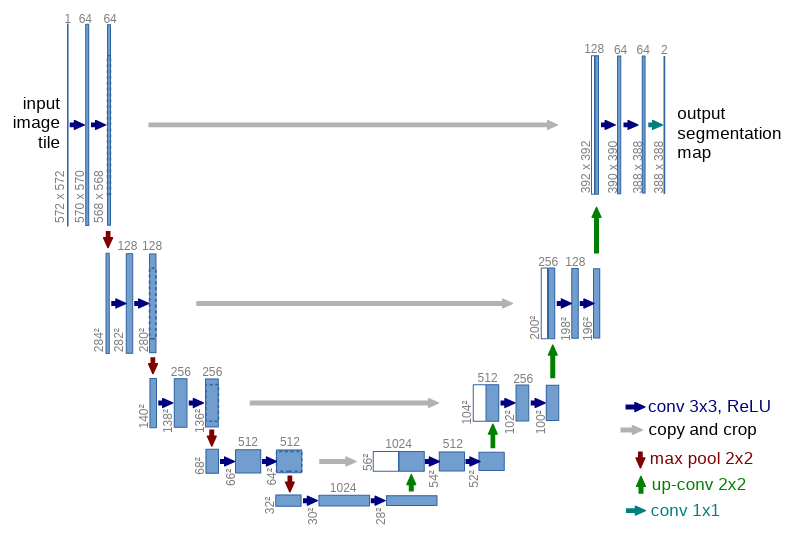 1 64 64
input
image
tile
572 x 572
570 x 570
568 x 568
128 64 64 2
output
segmentation
map
392 x 392
390 x 390
388 x 388
388 x 388
128 128
284²
282²
280²
256 128
200²
198²
196²
256 256
140²
138²
136²
512 256
104²
102²
100²
512 512
68²
66²
64²
1024 512
56²
54²
52²
1024
32²
30²
28²
conv 3x3, ReLU
copy and crop
max pool 2x2
up-conv 2x2
conv 1x1